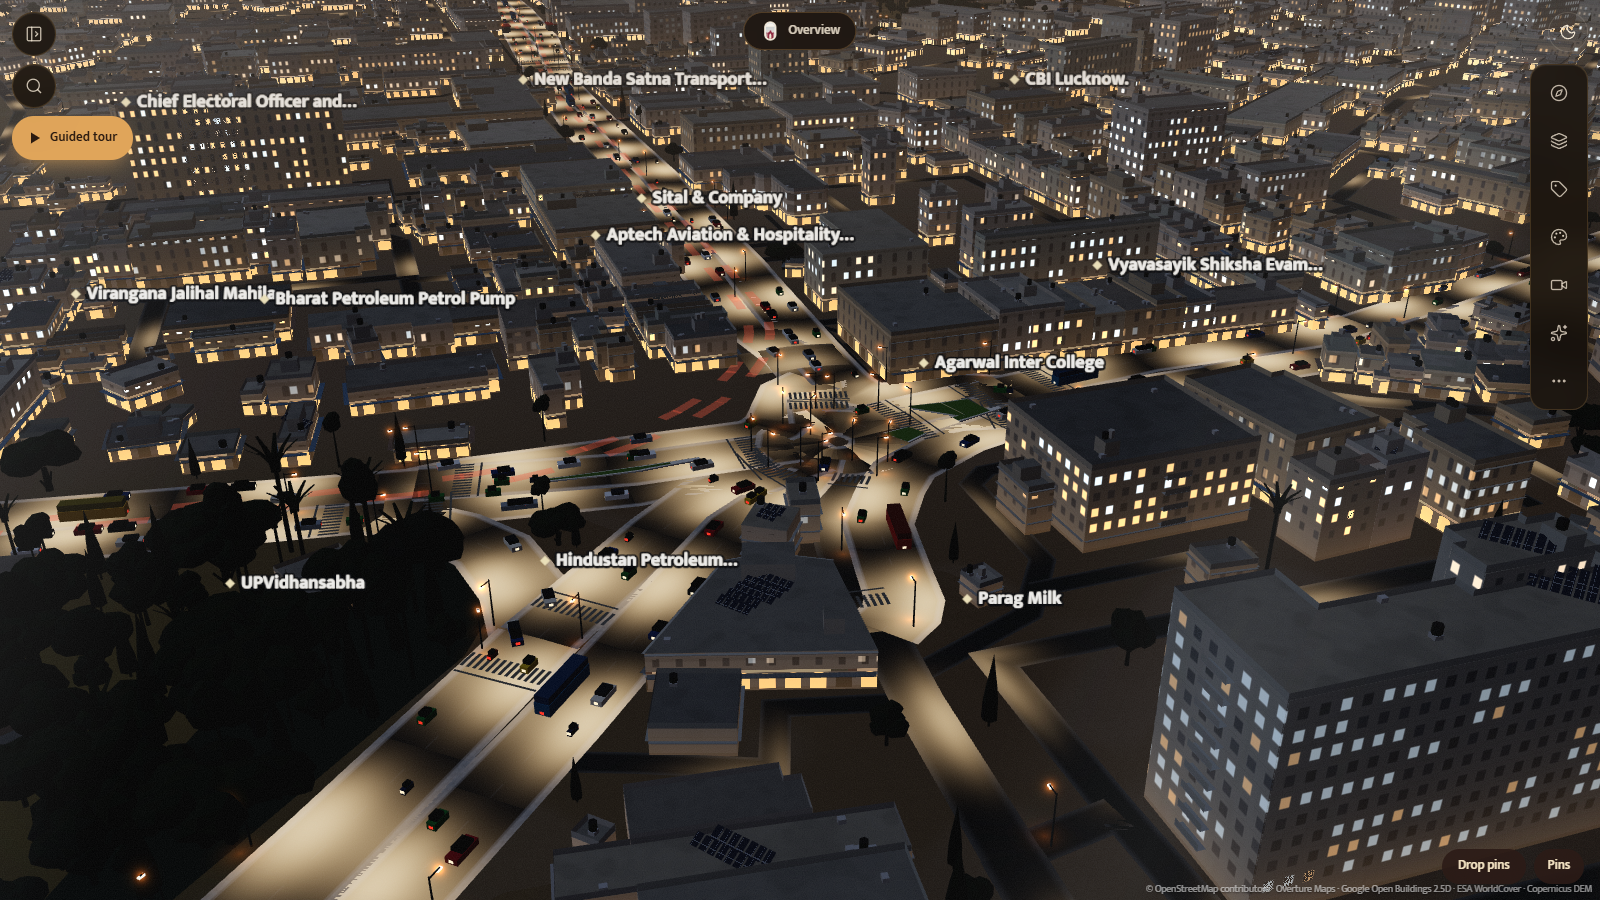 Overview
New Banda Satna Transport...
CBI Lucknow.
Chief Electoral Officer and...
Guided tour
Sital & Company
Aptech Aviation & Hospitality...
Vyavasayik Shiksha Evam...
Virangana Jalihal Mahila
Bharat Petroleum Petrol Pump
Agarwal Inter College
Hindustan Petroleum...
UPVidhansabha
Parag Milk
Drop pins
Pins
© OpenStreetMap contributors · Overture Maps · Google Open Buildings 2.5D · ESA WorldCover · Copernicus DEM